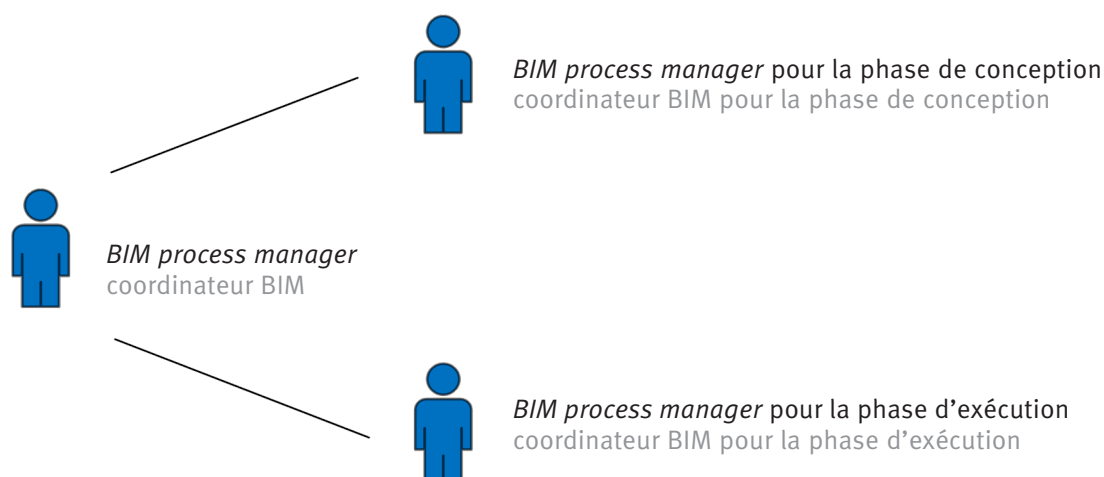 BIM process manager pour la phase de conception
coordinateur BIM pour la phase de conception
BIM process manager
coordinateur BIM
BIM process manager pour la phase d’exécution
coordinateur BIM pour la phase d’exécution